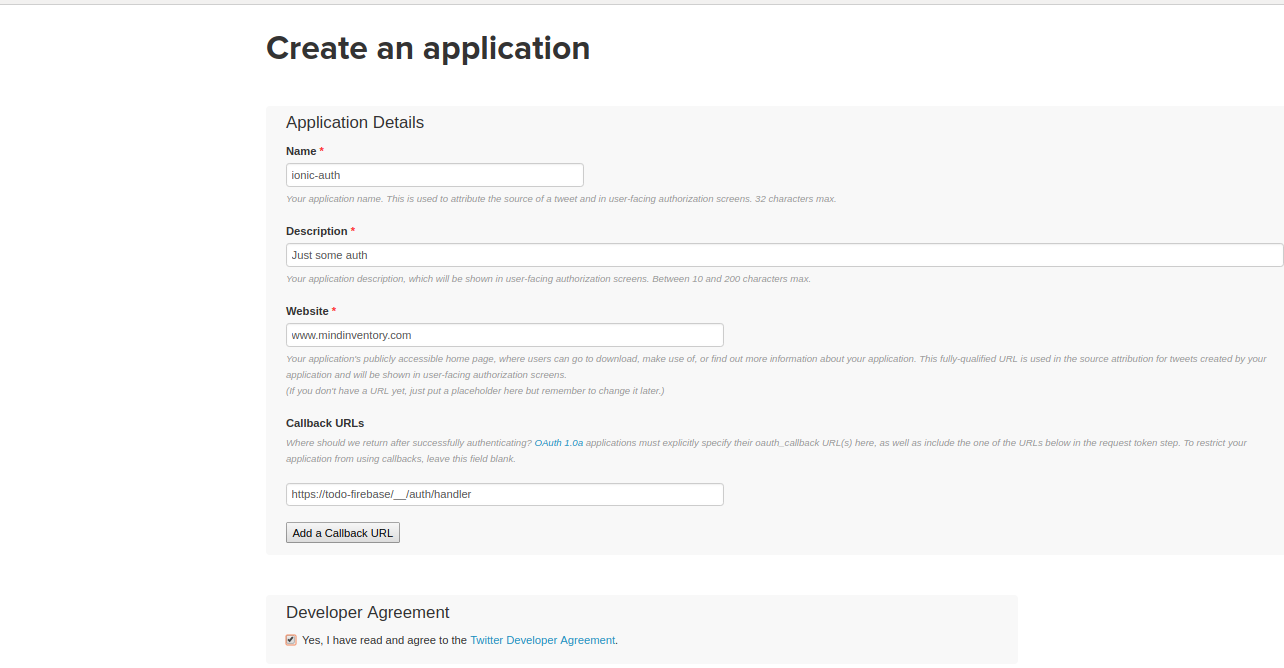 Create an application
Application Details
Name *
ionic-auth
Your application name. This is used to attribute the source of a tweet and in user-facing authorization screens. 32 characters max.
Description *
Just some auth
Your application description, which will be shown in user-facing authorization screens. Between 10 and 200 characters max.
Website *
www.mindinventory.com
Your application's publicly accessible home page, where users can go to download, make use of, or find out more information about your application. This fully-qualified URL is used in the source attribution for tweets created by your
application and will be shown in user-facing authorization screens.
(If you don't have a URL yet, just put a placeholder here but remember to change it later.)
Callback URLs
Where should we return after successfully authenticating? OAuth 1.0a applications must explicitly specify their oauth_callback URL(s) here, as well as include the one of the URLs below in the request token step. To restrict your
application from using callbacks, leave this field blank.
https://todo-firebase/__/auth/handler
Add a Callback URL
Developer Agreement
Yes, I have read and agree to the Twitter Developer Agreement.